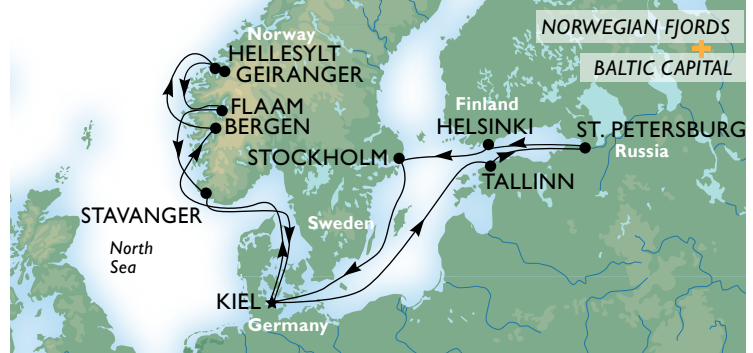 NORWEGIAN FJORDS
+
BALTIC CAPITAL
Norway
HELLESYLT
GEIRANGER
FLAAM
BERGEN
Finland
HELSINKI
ST. PETERSBURG
Russia
STOCKHOLM
TALLINN
STAVANGER
Sweden
North
Sea
KIEL
Germany